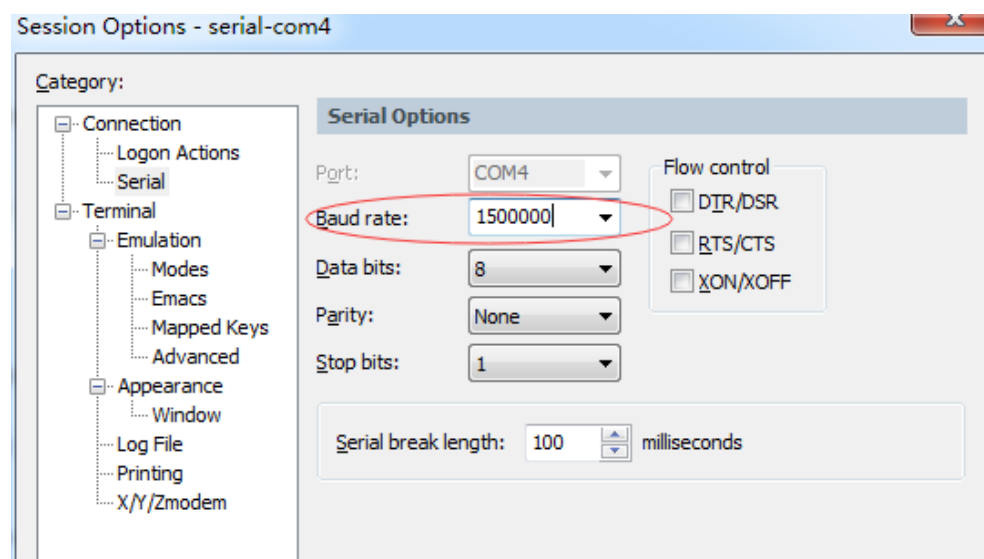 Session Options - serial-com4
x
Category:
Connection
Logon Actions
Serial
Terminal
Emulation
Modes
Emacs
Mapped Keys
Advanced
Appearance
Window
Log File
Printing
X/Y/Zmodem
Serial Options
Port: COM4
Baud rate: 1500000
Data bits: 8
Parity: None
Stop bits: 1
Flow control
DTR/DSR
RTS/CTS
XON/XOFF
Serial break length: 100 milliseconds